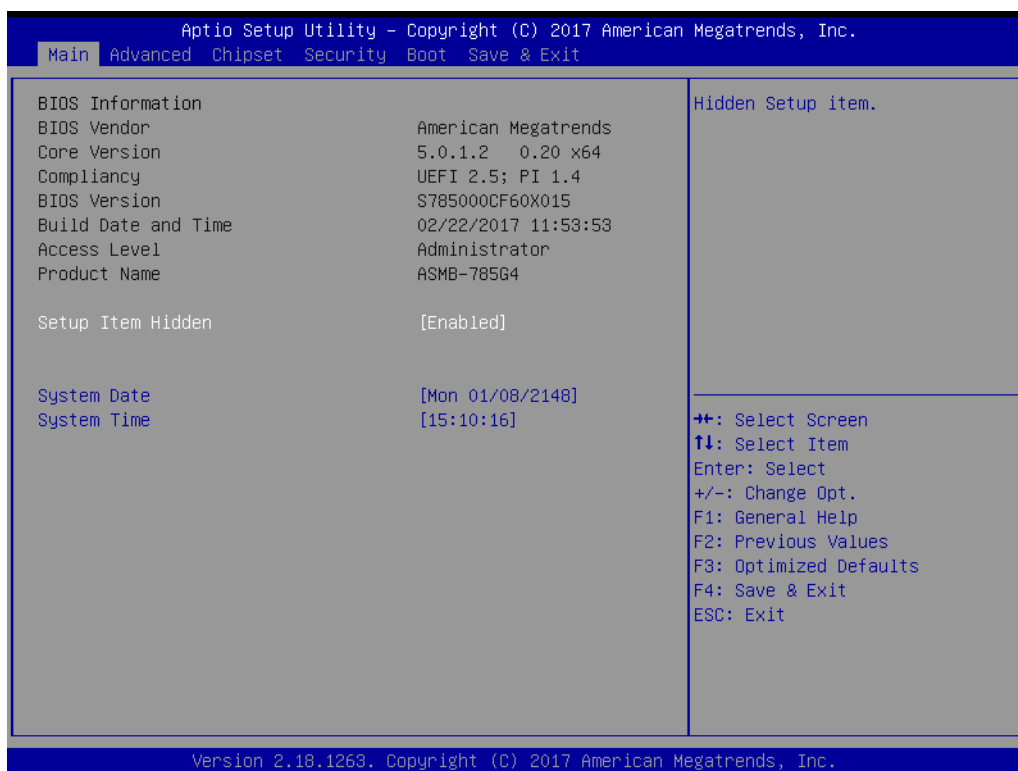 Aptio Setup Utility – Copyright (C) 2017 American Megatrends, Inc.
Main Advanced Chipset Security Boot Save & Exit
BIOS Information
BIOS Vendor American Megatrends
Core Version 5.0.1.2 0.20 x64
Compliancy UEFI 2.5; PI 1.4
BIOS Version S785000CF60X015
Build Date and Time 02/22/2017 11:53:53
Access Level Administrator
Product Name ASMB-785G4
Setup Item Hidden [Enabled]
System Date [Mon 01/08/2148]
System Time [15:10:16]
Hidden Setup item.
→←: Select Screen
↑↓: Select Item
Enter: Select
+/-: Change Opt.
F1: General Help
F2: Previous Values
F3: Optimized Defaults
F4: Save & Exit
ESC: Exit
Version 2.18.1263. Copyright (C) 2017 American Megatrends, Inc.